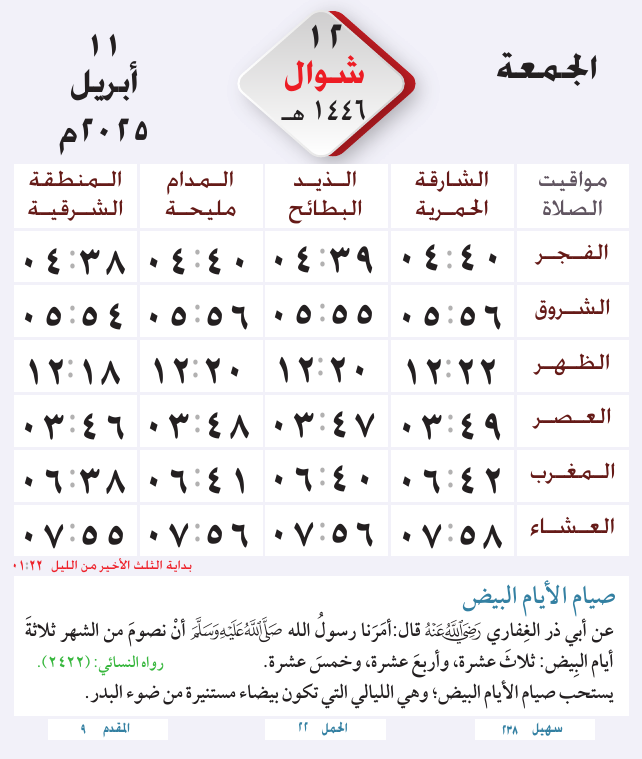 الجمعة
١٢
شوال
١٤٤٦ هـ
١١
أبريل
٢٠٢٥م
مواقيت الصلاة
الشارقة الحمرية
الذيد البطائح
المدام مليحة
المنطقة الشرقية
الفجر ٠٤:٤٠ ٠٤:٣٩ ٠٤:٤٠ ٠٤:٣٨
الشروق ٠٥:٥٦ ٠٥:٥٥ ٠٥:٥٦ ٠٥:٥٤
الظهر ١٢:٢٢ ١٢:٢٠ ١٢:٢٠ ١٢:١٨
العصر ٠٣:٤٩ ٠٣:٤٧ ٠٣:٤٨ ٠٣:٤٦
المغرب ٠٦:٤٢ ٠٦:٤٠ ٠٦:٤١ ٠٦:٣٨
العشاء ٠٧:٥٨ ٠٧:٥٦ ٠٧:٥٦ ٠٧:٥٥
بداية الثلث الأخير من الليل ٠١:٢٢
صيام الأيام البيض
عن أبي ذر الغِفاري رَضِيَ اللَّهُ عَنْهُ قال: أمَرَنا رسولُ الله صَلَّى اللَّهُ عَلَيْهِ وَسَلَّمَ أنْ نصومَ من الشهر ثلاثةَ
أيام البِيض: ثلاثَ عشرة، وأربعَ عشرة، وخمسَ عشرة. رواه النسائي: (٢٤٢٢).
يستحب صيام الأيام البيض؛ وهي الليالي التي تكون بيضاء مستنيرة من ضوء البدر.
سهيل ٢٣٨
الحمل ٢٢
المقدم ٩